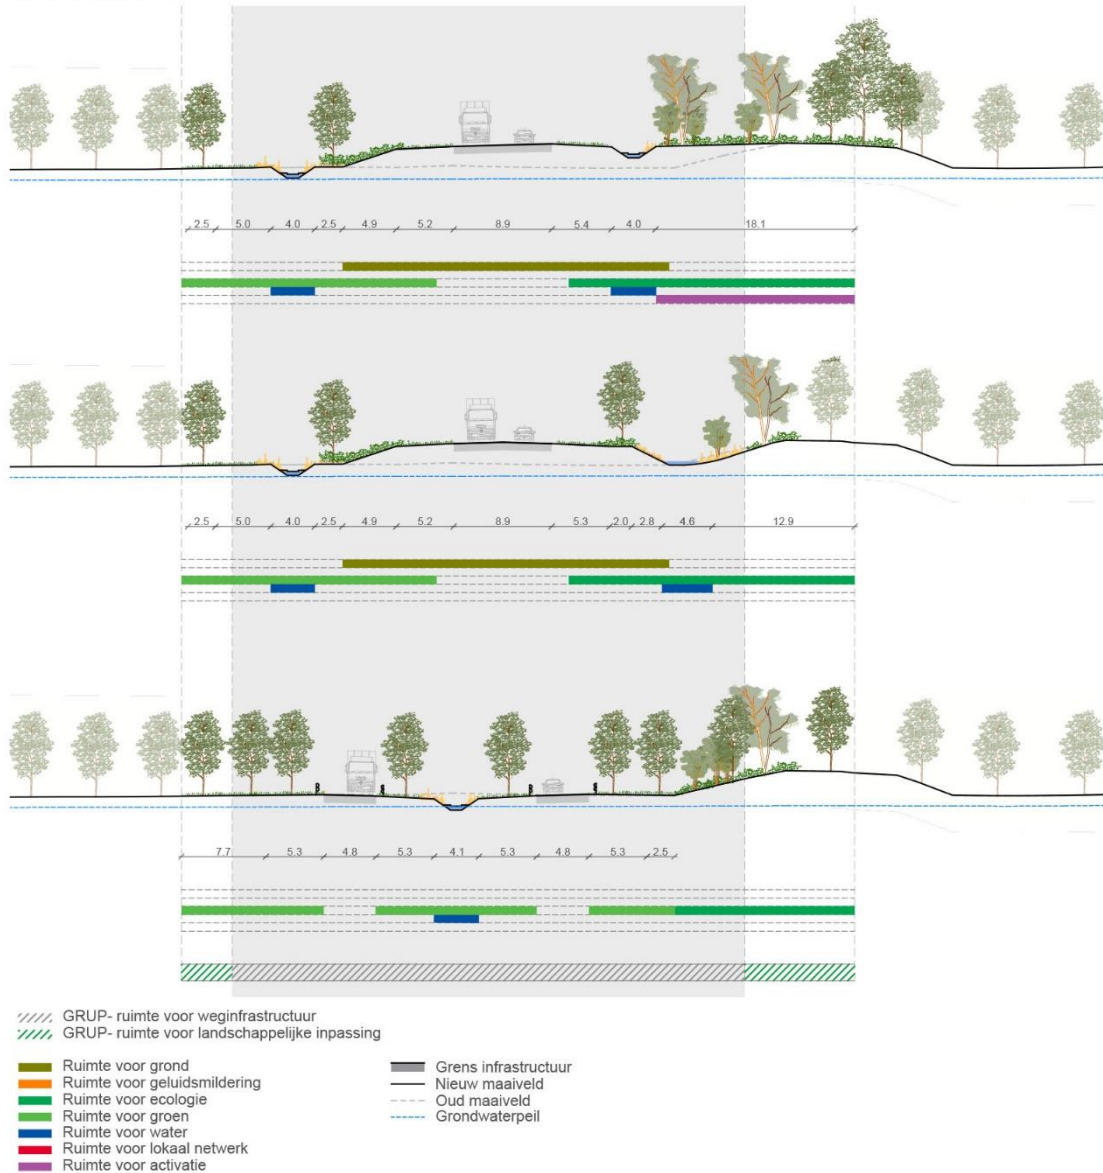 2.5 5.0 4.0 2.5 4.9 5.2 8.9 5.4 4.0 18.1
2.5 5.0 4.0 2.5 4.9 5.2 8.9 5.3 2.0 2.8 4.6 12.9
7.7 5.3 4.8 5.3 4.1 5.3 4.8 5.3 2.5
GRUP- ruimte voor weginfrastructuur
GRUP- ruimte voor landschappelijke inpassing
Ruimte voor grond
Ruimte voor geluidsmildering
Ruimte voor ecologie
Ruimte voor groen
Ruimte voor water
Ruimte voor lokaal netwerk
Ruimte voor activatie
Grens infrastructuur
Nieuw maaiveld
Oud maaiveld
Grondwaterpeil